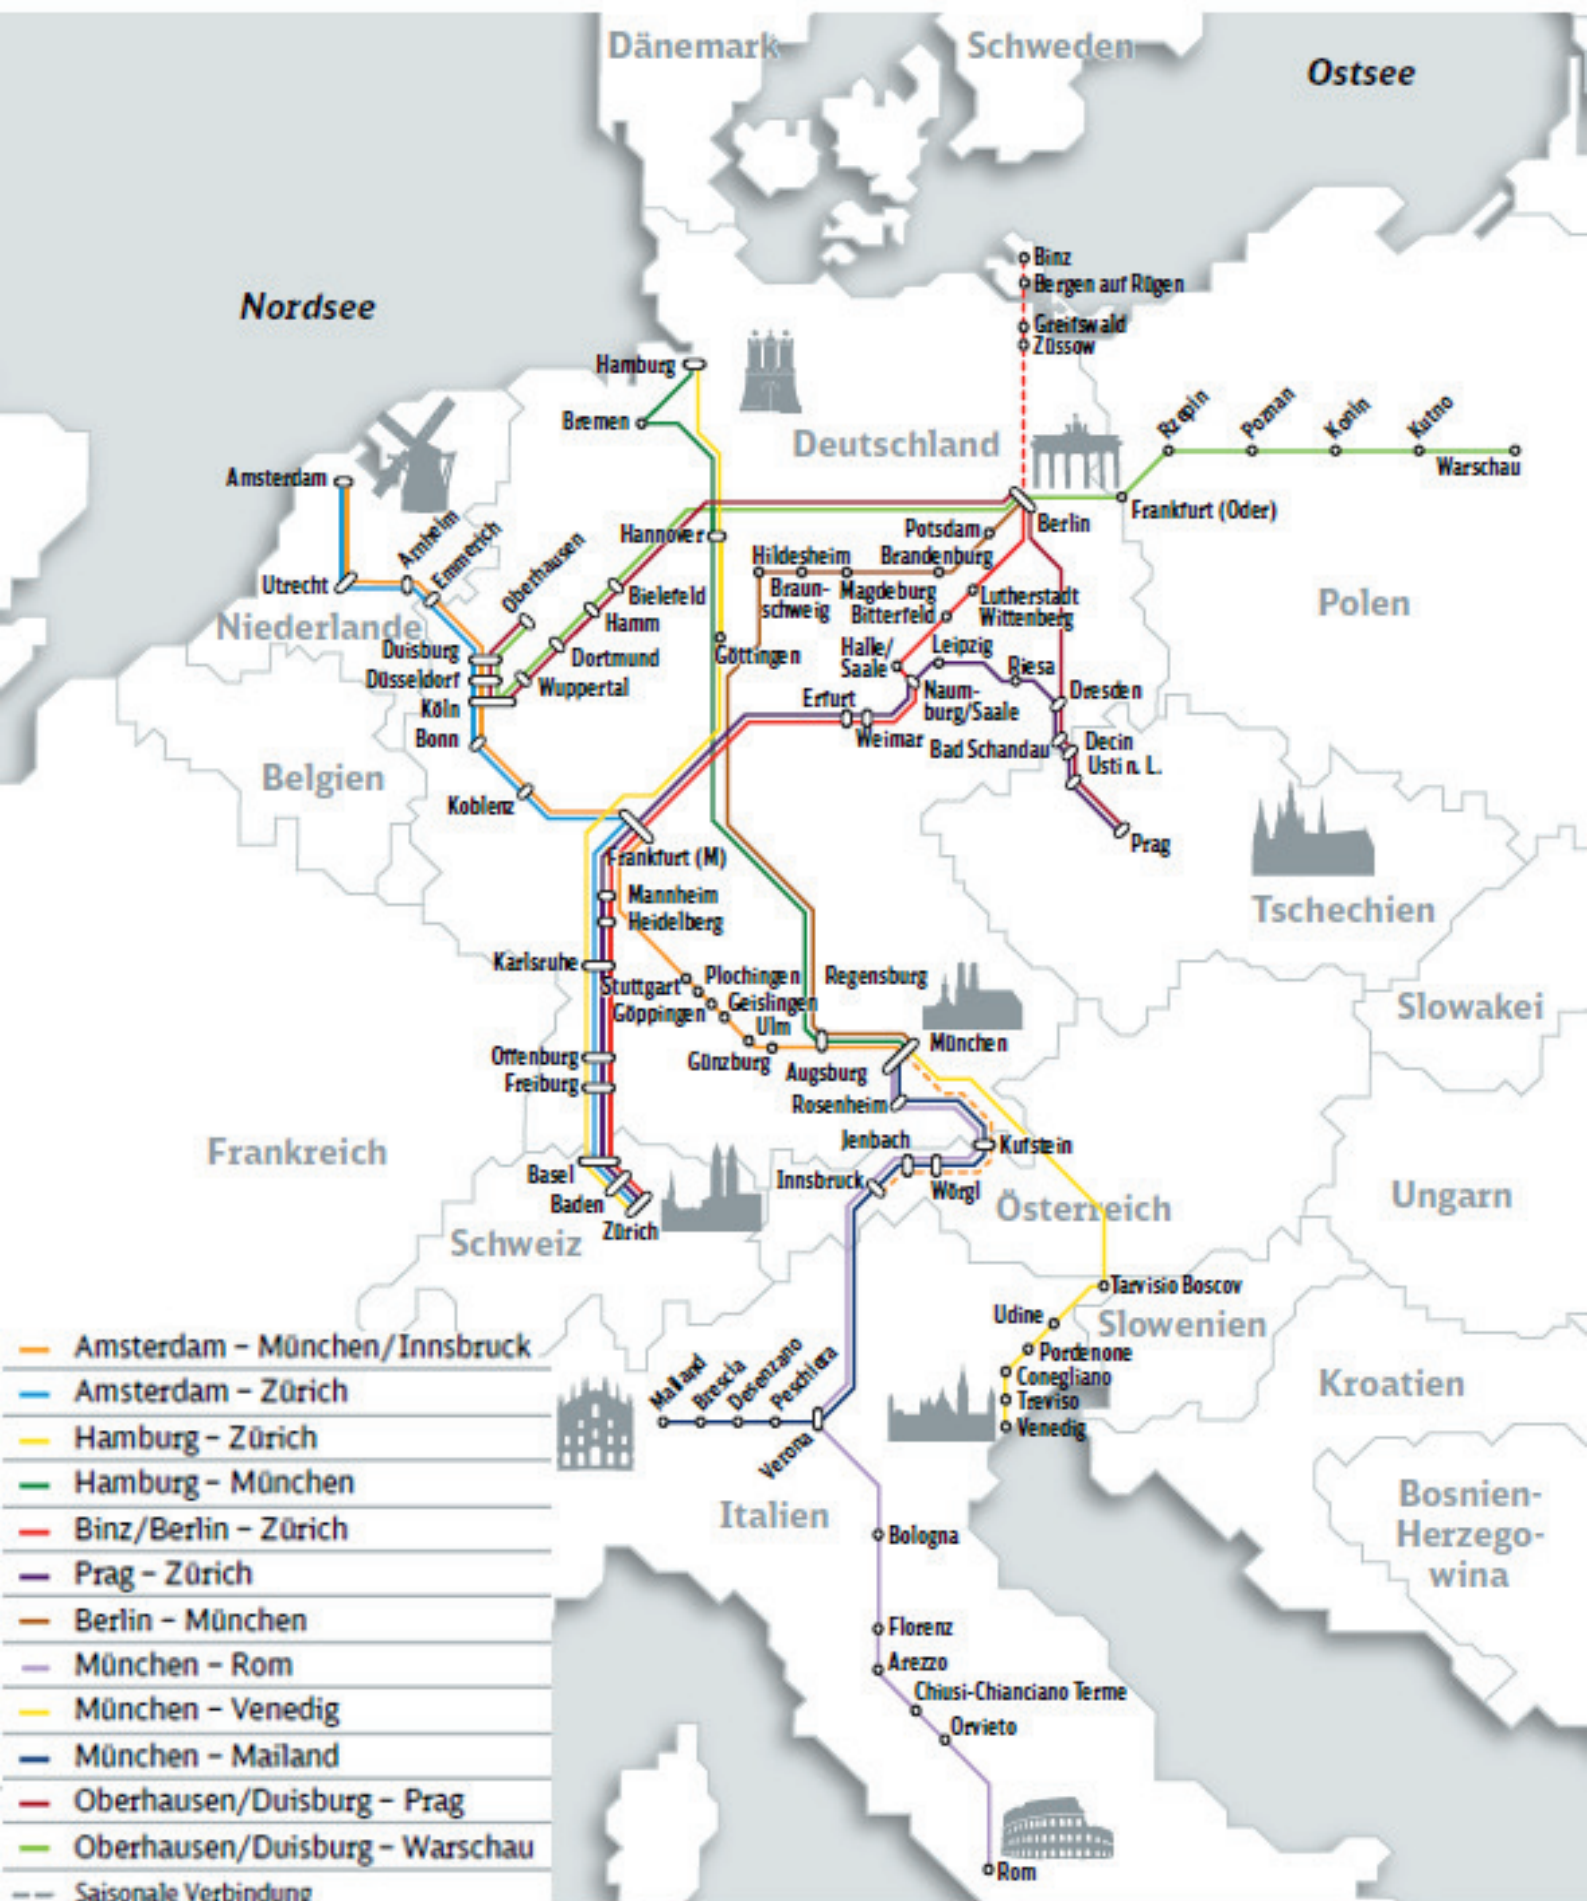 Dänemark
Schweden
Ostsee
Nordsee
Binz
Bergen auf Rügen
Greifswald
Züssow
Hamburg
Bremen
Deutschland
Rzepin
Poznan
Konin
Kutno
Warschau
Amsterdam
Frankfurt (Oder)
Berlin
Potsdam
Hannover
Arnheim
Emmerich
Oberhausen
Hildesheim
Brandenburg
Utrecht
Bielefeld
Braun-
schweig
Magdeburg
Lutherstadt
Wittenberg
Bitterfeld
Polen
Niederlande
Hamm
Duisburg
Dortmund
Göttingen
Halle/
Saale
Leipzig
Riesa
Düsseldorf
Wuppertal
Köln
Erfurt
Naum-
burg/Saale
Dresden
Bonn
Weimar
Bad Schandau
Decin
Usti n. L.
Belgien
Koblenz
Prag
Frankfurt (M)
Mannheim
Heidelberg
Tschechien
Karlsruhe
Stuttgart
Plochingen
Regensburg
Göppingen
Geislingen
Ulm
Slowakei
Günzburg
Augsburg
München
Offenburg
Freiburg
Rosenheim
Frankreich
Jenbach
Kufstein
Basel
Innsbruck
Wörgl
Baden
Zürich
Österreich
Ungarn
Schweiz
Tarvisio Boscov
Udine
Slowenien
Pordenone
Conegliano
Treviso
Venedig
Kroatien
Mailand
Brescia
Desenzano
Peschiera
Verona
Italien
Bosnien-
Herzego-
wina
Bologna
Florenz
Arezzo
Chiusi-Chianciano Terme
Orvieto
Rom
Amsterdam – München/Innsbruck
Amsterdam – Zürich
Hamburg – Zürich
Hamburg – München
Binz/Berlin – Zürich
Prag – Zürich
Berlin – München
München – Rom
München – Venedig
München – Mailand
Oberhausen/Duisburg – Prag
Oberhausen/Duisburg – Warschau
Saisonale Verbindung